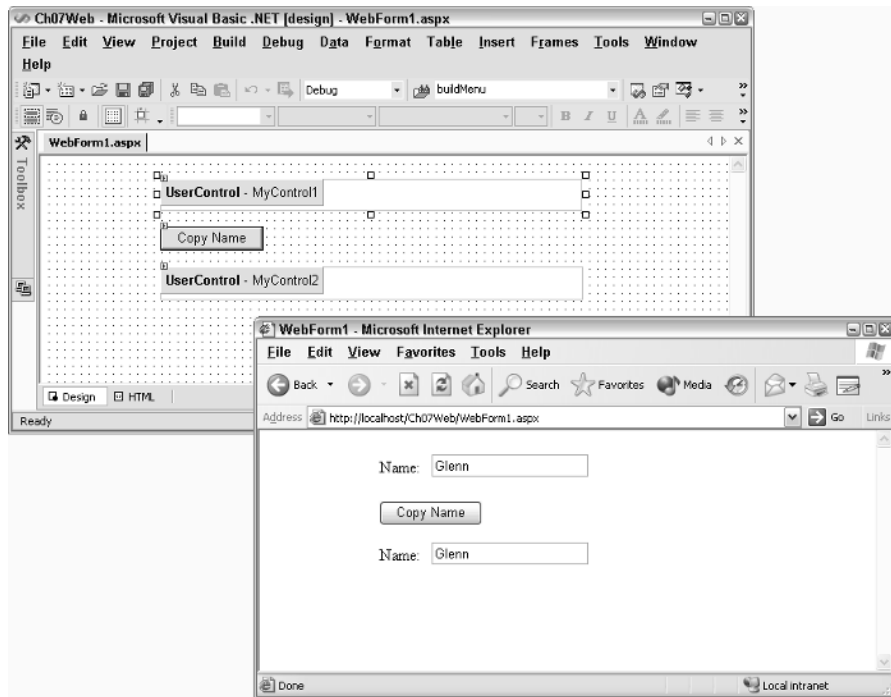 Ch07Web - Microsoft Visual Basic .NET [design] - WebForm1.aspx
File Edit View Project Build Debug Data Format Table Insert Frames Tools Window
Help
Debug buildMenu
B I U A
WebForm1.aspx
Toolbox
UserControl - MyControl1
Copy Name
UserControl - MyControl2
Design HTML
Ready
WebForm1 - Microsoft Internet Explorer
File Edit View Favorites Tools Help
Back Search Favorites Media
Address http://localhost/Ch07Web/WebForm1.aspx Go Links
Name: Glenn
Copy Name
Name: Glenn
Done Local intranet